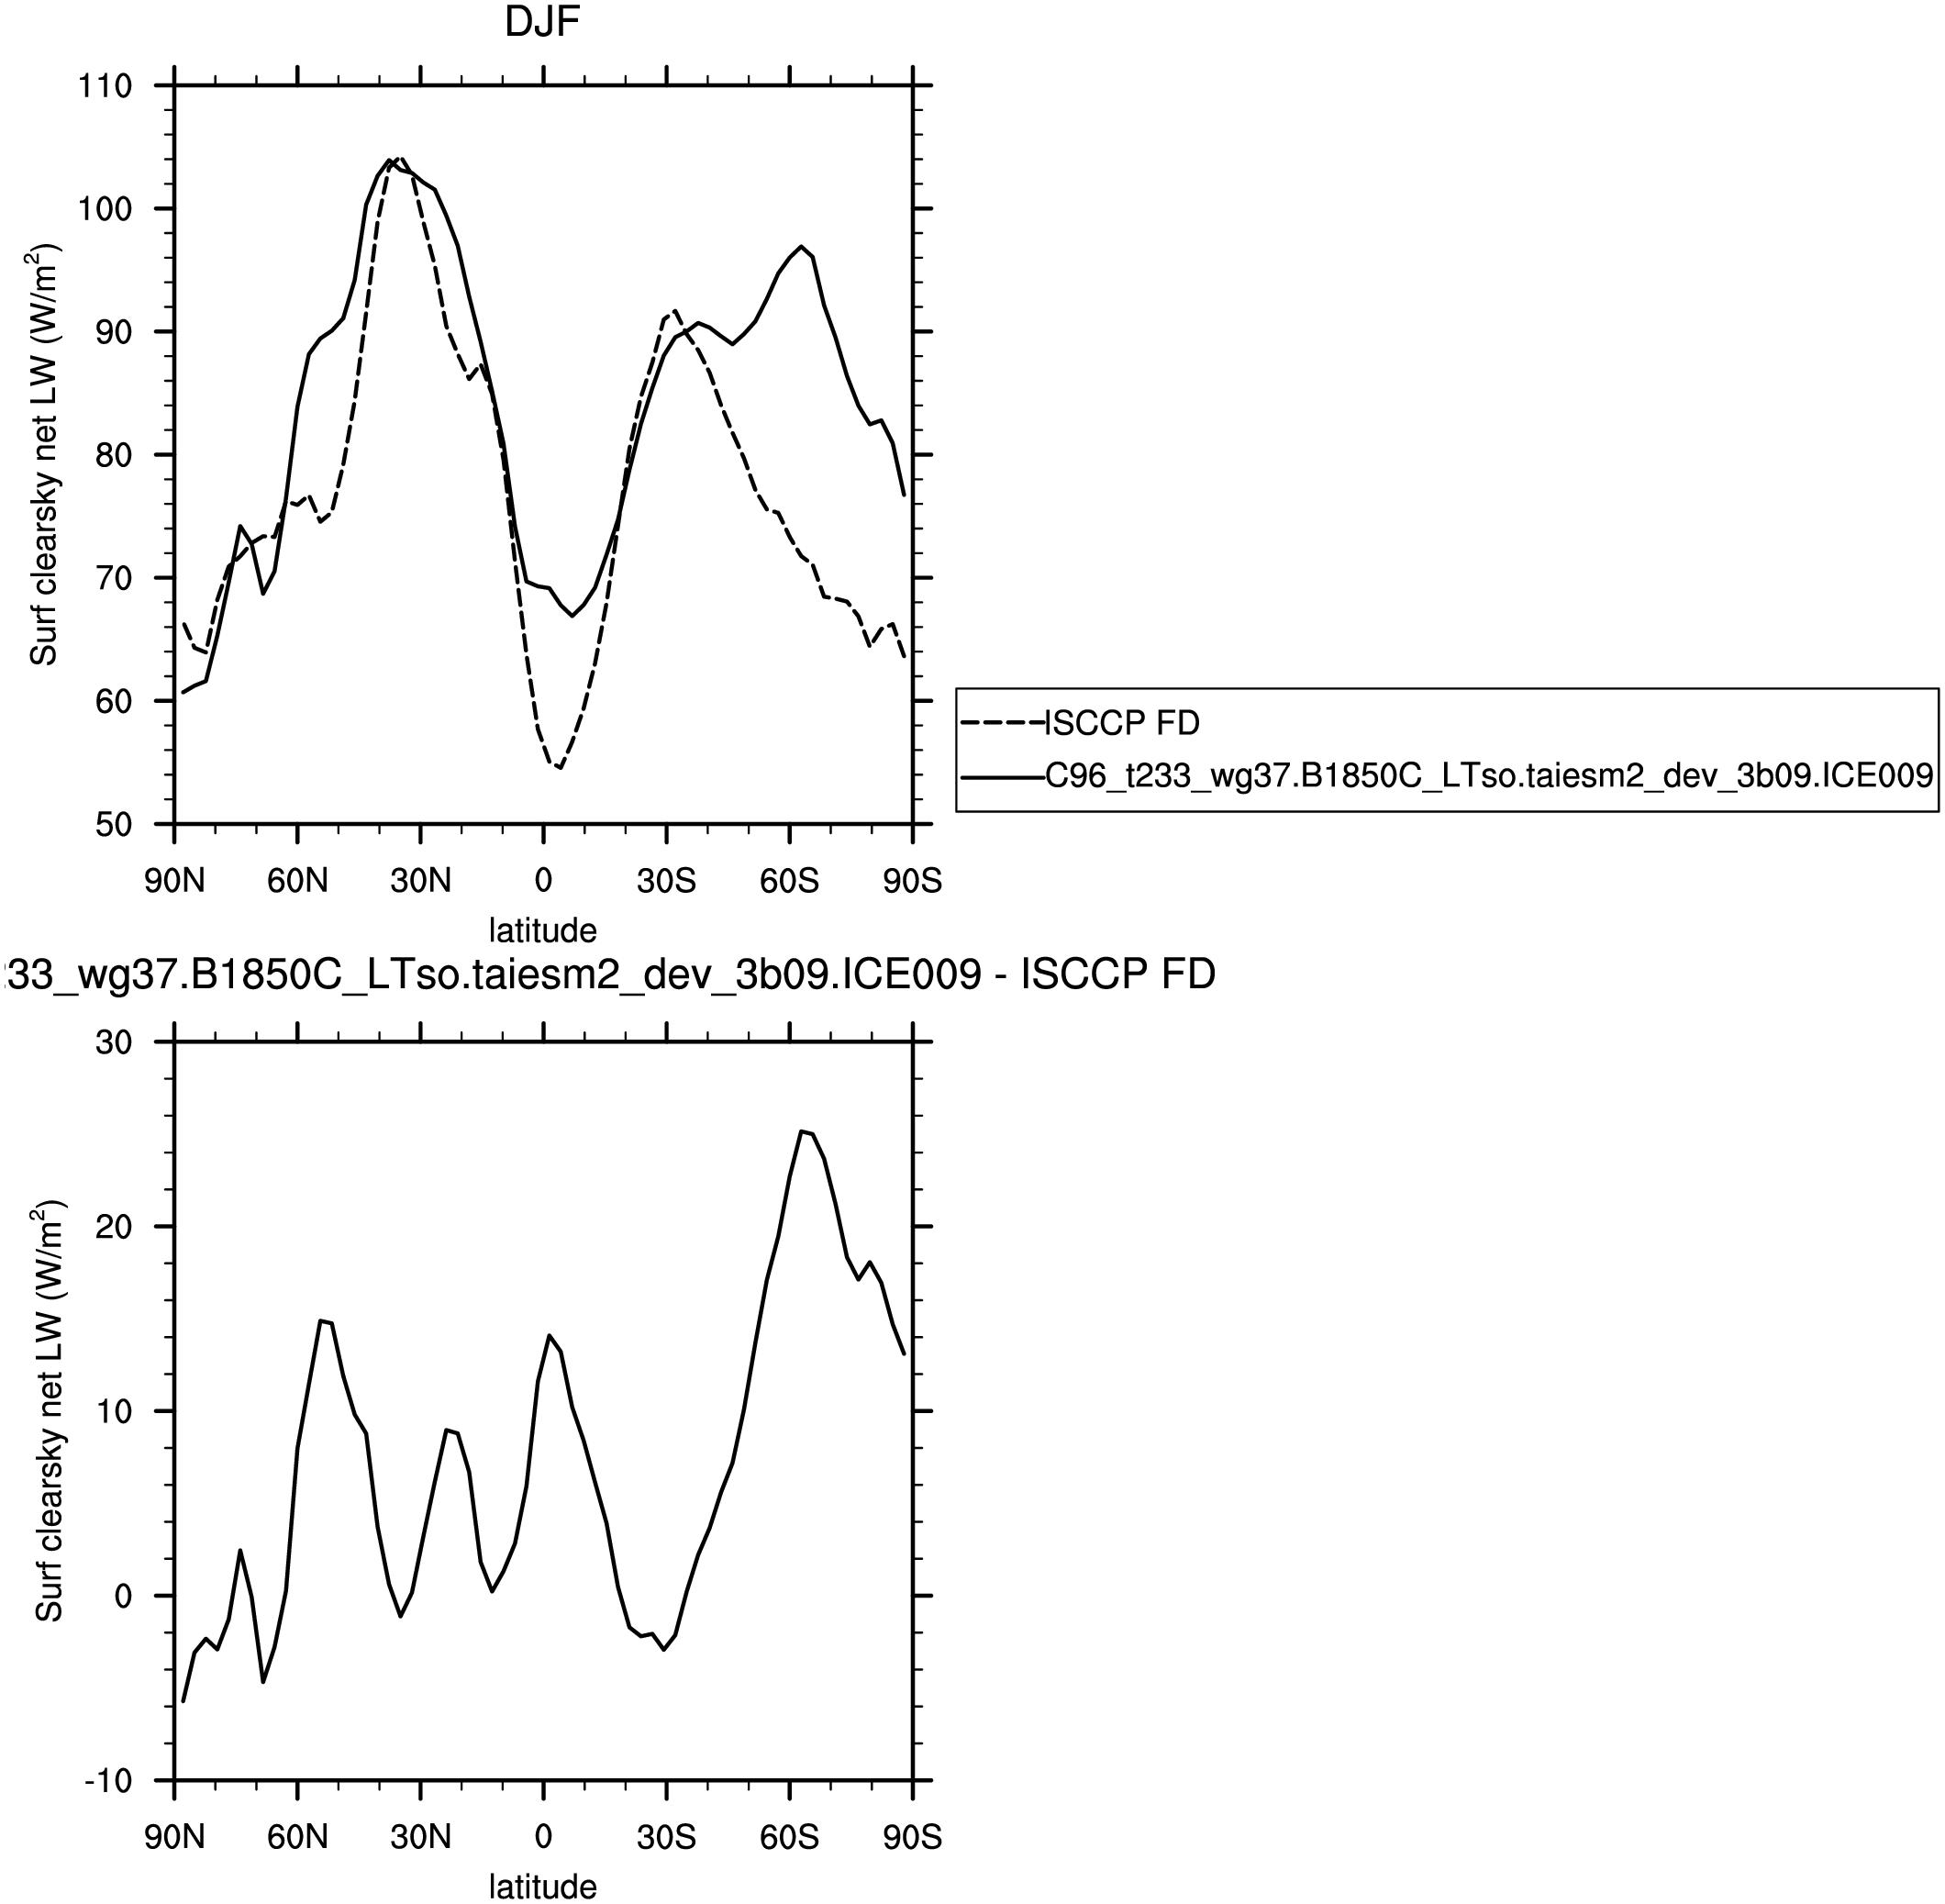 DJF
Surf clearsky net LW (W/m2)
110
100
90
80
70
60
50
90N 60N 30N 0 30S 60S 90S
latitude
ISCCP FD
C96_t233_wg37.B1850C_LTso.taiesm2_dev_3b09.ICE009
33_wg37.B1850C_LTso.taiesm2_dev_3b09.ICE009 - ISCCP FD
Surf clearsky net LW (W/m2)
30
20
10
0
-10
90N 60N 30N 0 30S 60S 90S
latitude